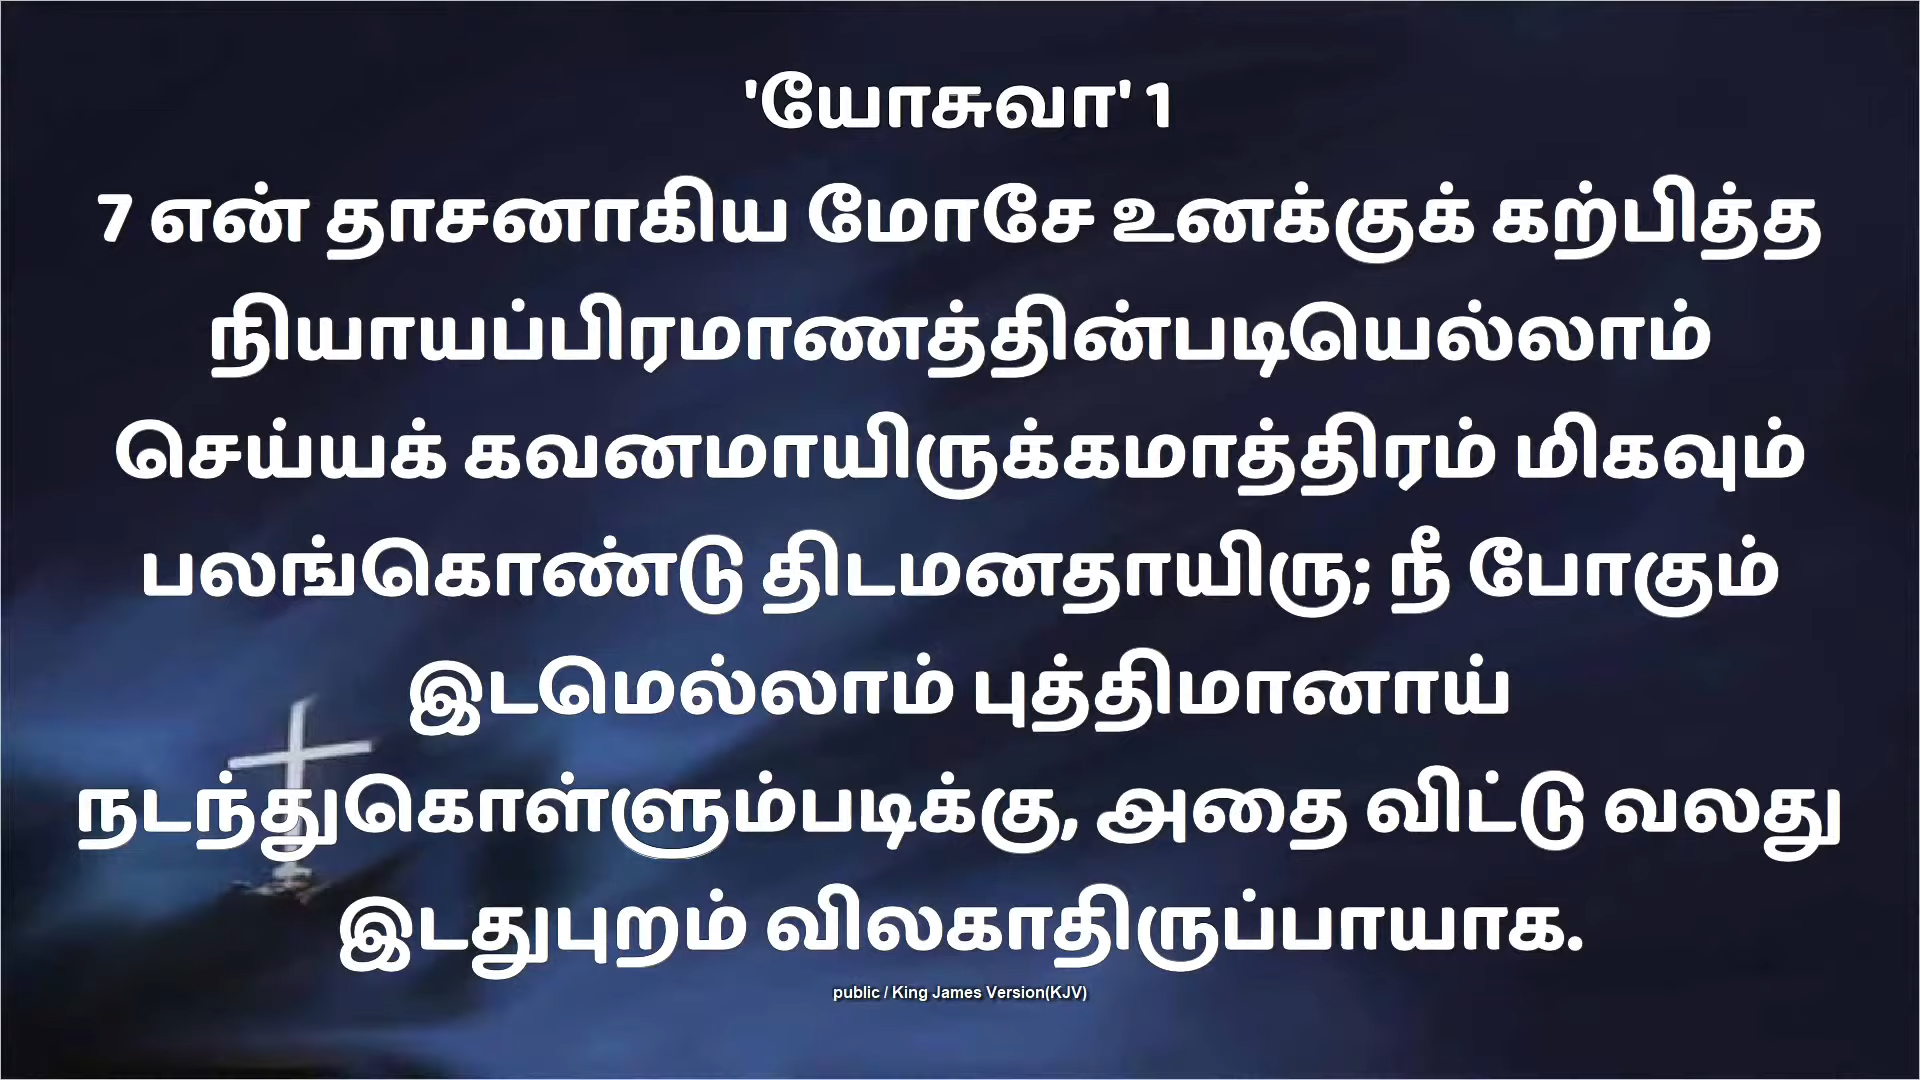 'யோசுவா' 1
7 என் தாசனாகிய மோசே உனக்குக் கற்பித்த
நியாயப்பிரமாணத்தின்படியெல்லாம்
செய்யக் கவனமாயிருக்கமாத்திரம் மிகவும்
பலங்கொண்டு திடமனதாயிரு; நீ போகும்
இடமெல்லாம் புத்திமானாய்
நடந்துகொள்ளும்படிக்கு, அதை விட்டு வலது
இடதுபுறம் விலகாதிருப்பாயாக.
public / King James Version(KJV)